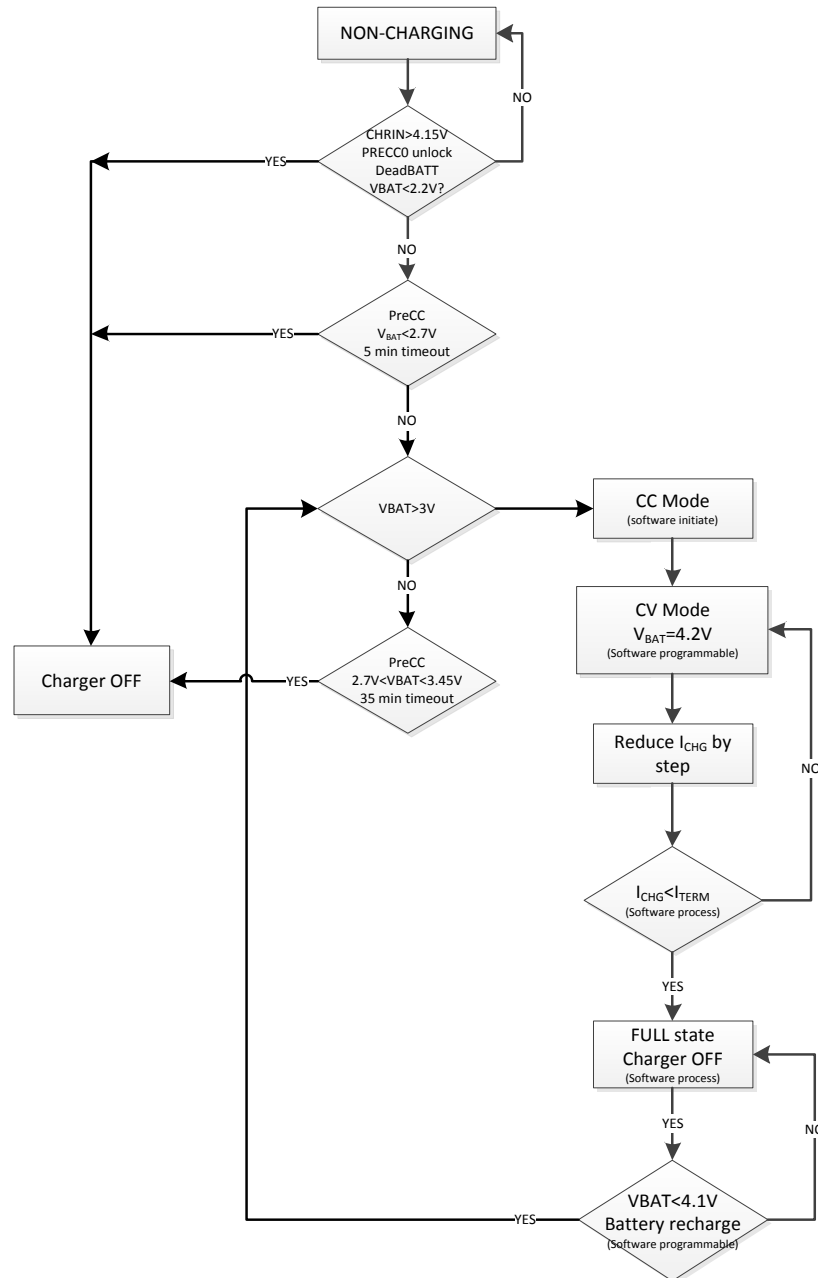 NON-CHARGING
NO
CHRIN>4.15V
PRECC0 unlock
DeadBATT
VBAT<2.2V?
YES
NO
PreCC
VBAT<2.7V
5 min timeout
YES
NO
VBAT>3V
CC Mode
(software initiate)
NO
CV Mode
VBAT=4.2V
(Software programmable)
Charger OFF
YES
PreCC
2.7V<VBAT<3.45V
35 min timeout
Reduce ICHG by
step
NO
ICHG<ITERM
(Software process)
YES
FULL state
Charger OFF
(Software process)
YES
NO
VBAT<4.1V
Battery recharge
(Software programmable)
YES